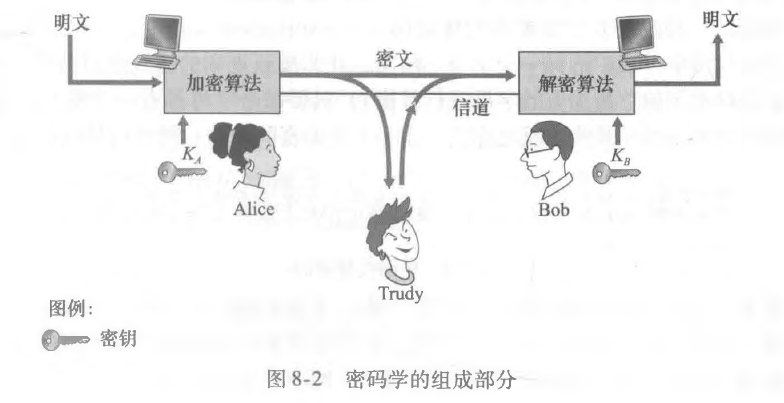 明文
明文
密文
加密算法
解密算法
信道
K_A
K_B
Alice
Bob
Trudy
图例:
密钥
图8-2 密码学的组成部分